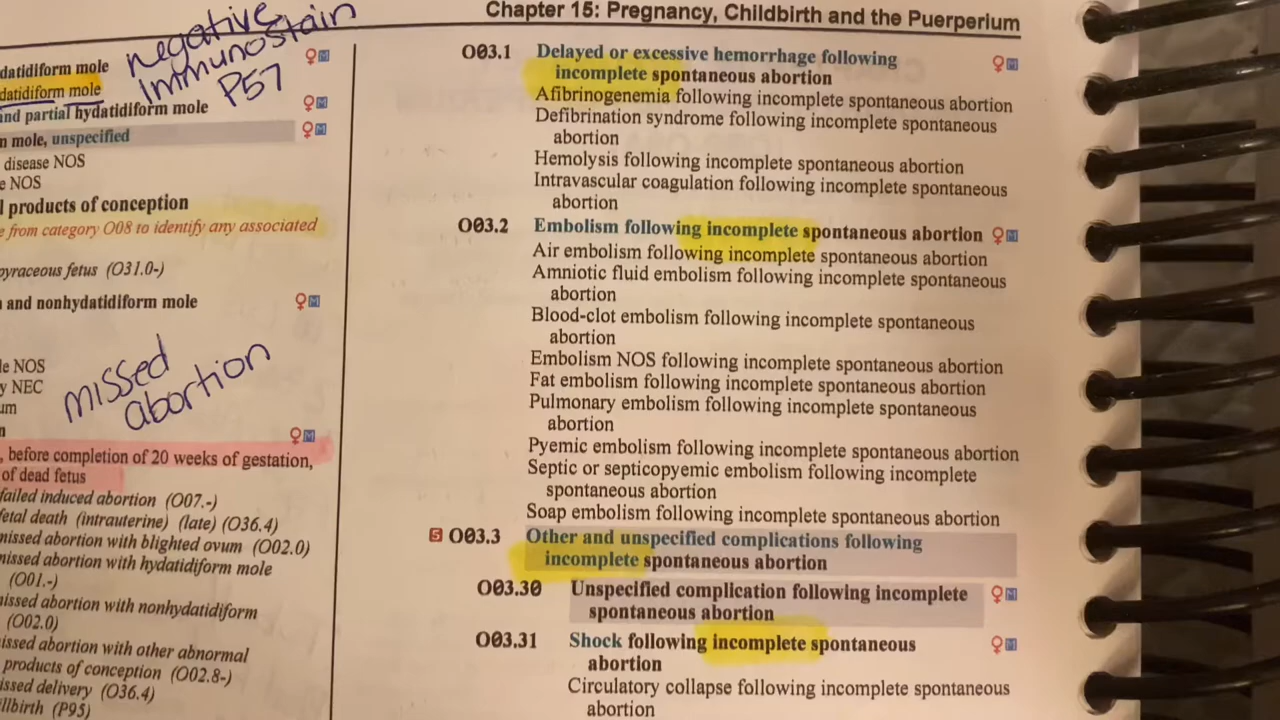 Chapter 15: Pregnancy, Childbirth and the Puerperium
negative
Immunostain
P57
datidiform mole
datidiform mole
and partial hydatidiform mole
mole, unspecified
disease NOS
NOS
products of conception
from category O08 to identify any associated
pyraceous fetus (O31.0-)
and nonhydatidiform mole
NOS
NEC
missed
abortion
, before completion of 20 weeks of gestation,
of dead fetus
failed induced abortion (O07.-)
fetal death (intrauterine) (late) (O36.4)
missed abortion with blighted ovum (O02.0)
missed abortion with hydatidiform mole
(O01.-)
missed abortion with nonhydatidiform
(O02.0)
issed abortion with other abnormal
products of conception (O02.8-)
issed delivery (O36.4)
illbirth (P95)
O03.1 Delayed or excessive hemorrhage following
incomplete spontaneous abortion
Afibrinogenemia following incomplete spontaneous abortion
Defibrination syndrome following incomplete spontaneous
abortion
Hemolysis following incomplete spontaneous abortion
Intravascular coagulation following incomplete spontaneous
abortion
O03.2 Embolism following incomplete spontaneous abortion
Air embolism following incomplete spontaneous abortion
Amniotic fluid embolism following incomplete spontaneous
abortion
Blood-clot embolism following incomplete spontaneous
abortion
Embolism NOS following incomplete spontaneous abortion
Fat embolism following incomplete spontaneous abortion
Pulmonary embolism following incomplete spontaneous
abortion
Pyemic embolism following incomplete spontaneous abortion
Septic or septicopyemic embolism following incomplete
spontaneous abortion
Soap embolism following incomplete spontaneous abortion
5 O03.3 Other and unspecified complications following
incomplete spontaneous abortion
O03.30 Unspecified complication following incomplete
spontaneous abortion
O03.31 Shock following incomplete spontaneous
abortion
Circulatory collapse following incomplete spontaneous
abortion